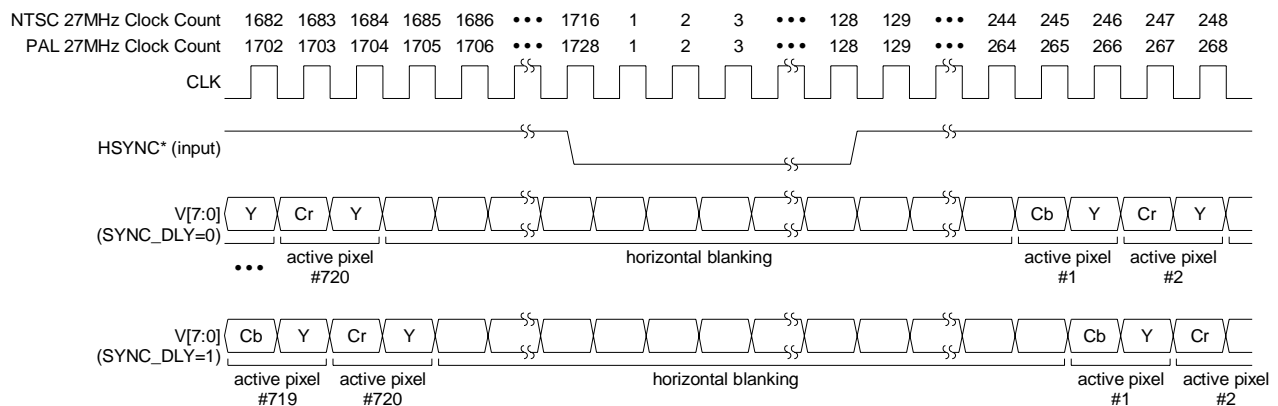 NTSC 27MHz Clock Count 1682 1683 1684 1685 1686 ••• 1716 1 2 3 ••• 128 129 ••• 244 245 246 247 248
PAL 27MHz Clock Count 1702 1703 1704 1705 1706 ••• 1728 1 2 3 ••• 128 129 ••• 264 265 266 267 268
CLK
HSYNC* (input)
V[7:0] Y Cr Y Cb Y Cr Y
(SYNC_DLY=0)
••• active pixel horizontal blanking active pixel active pixel
#720 #1 #2
V[7:0] Cb Y Cr Y Cb Y Cr
(SYNC_DLY=1)
active pixel active pixel horizontal blanking active pixel active pixel
#719 #720 #1 #2